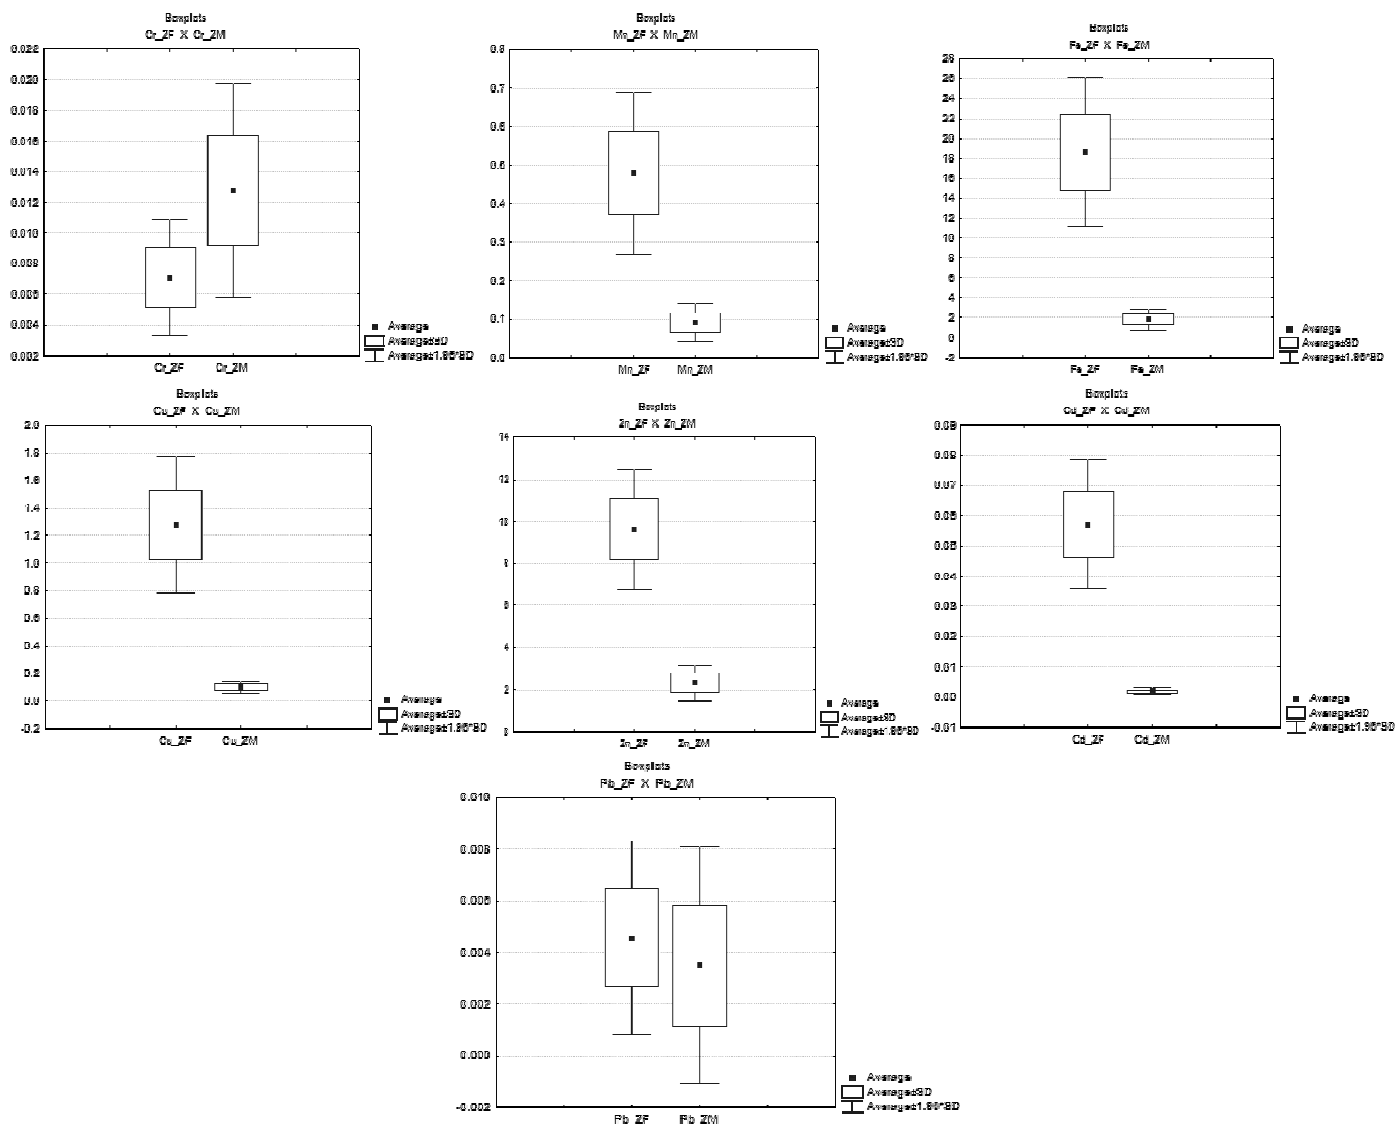 Boxplots
Cr_ZF X Cr_ZM
0.022
0.020
0.018
0.016
0.014
0.012
0.010
0.008
0.006
0.004
0.002
Cr_ZF Cr_ZM
Average
Average±SD
Average±1.96*SD
Boxplots
Mn_ZF X Mn_ZM
0.8
0.7
0.6
0.5
0.4
0.3
0.2
0.1
0.0
Mn_ZF Mn_ZM
Average
Average±SD
Average±1.96*SD
Boxplots
Fe_ZF X Fe_ZM
28
26
24
22
20
18
16
14
12
10
8
6
4
2
0
-2
Fe_ZF Fe_ZM
Average
Average±SD
Average±1.96*SD
Boxplots
Cu_ZF X Cu_ZM
2.0
1.8
1.6
1.4
1.2
1.0
0.8
0.6
0.4
0.2
0.0
-0.2
Cu_ZF Cu_ZM
Average
Average±SD
Average±1.96*SD
Boxplots
Zn_ZF X Zn_ZM
14
12
10
8
6
4
2
0
Zn_ZF Zn_ZM
Average
Average±SD
Average±1.96*SD
Boxplots
Cd_ZF X Cd_ZM
0.09
0.08
0.07
0.06
0.05
0.04
0.03
0.02
0.01
0.00
-0.01
Cd_ZF Cd_ZM
Average
Average±SD
Average±1.96*SD
Boxplots
Pb_ZF X Pb_ZM
0.010
0.008
0.006
0.004
0.002
0.000
-0.002
Pb_ZF Pb_ZM
Average
Average±SD
Average±1.96*SD